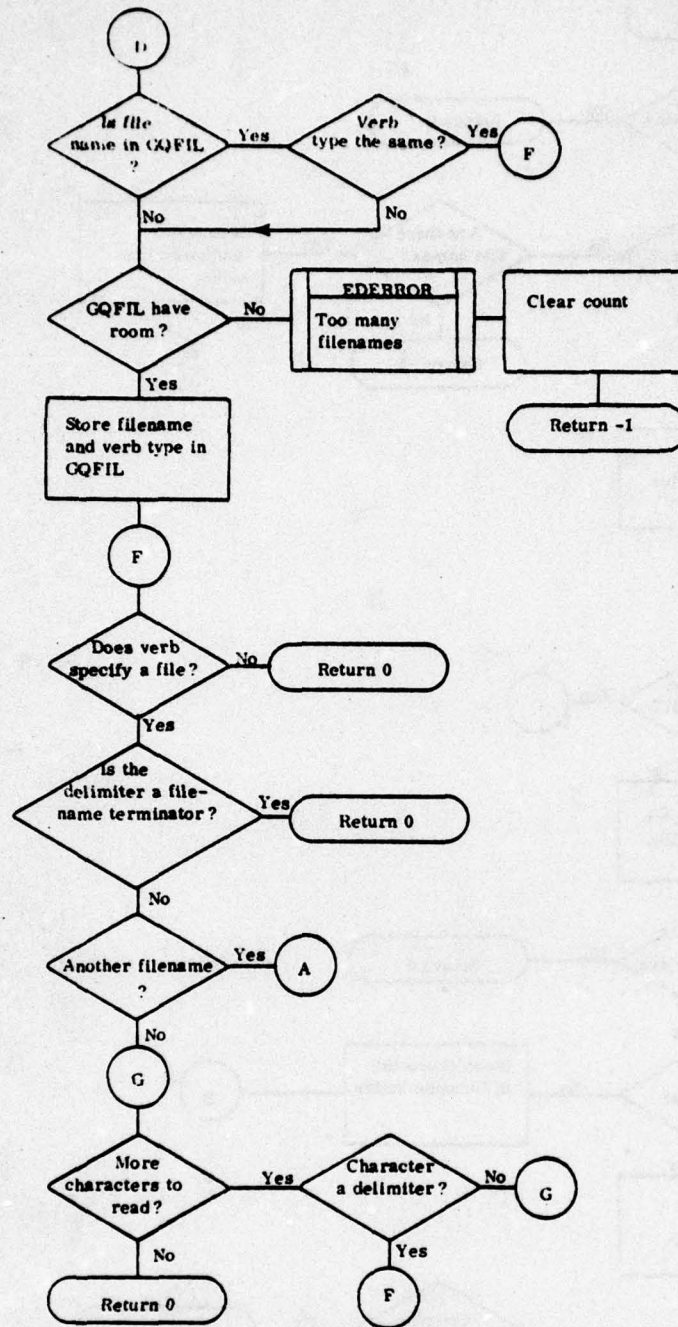 D
Is file
name in GQFIL
?
Yes
Verb
type the same?
Yes
F
No
No
GQFIL have
room?
No
EDERROR
Too many
filenames
Clear count
Return -1
Yes
Store filename
and verb type in
GQFIL
F
Does verb
specify a file?
No
Return 0
Yes
Is the
delimiter a file-
name terminator?
Yes
Return 0
No
Another filename
?
Yes
A
No
G
More
characters to
read?
Yes
Character
a delimiter?
No
G
No
Yes
Return 0
F